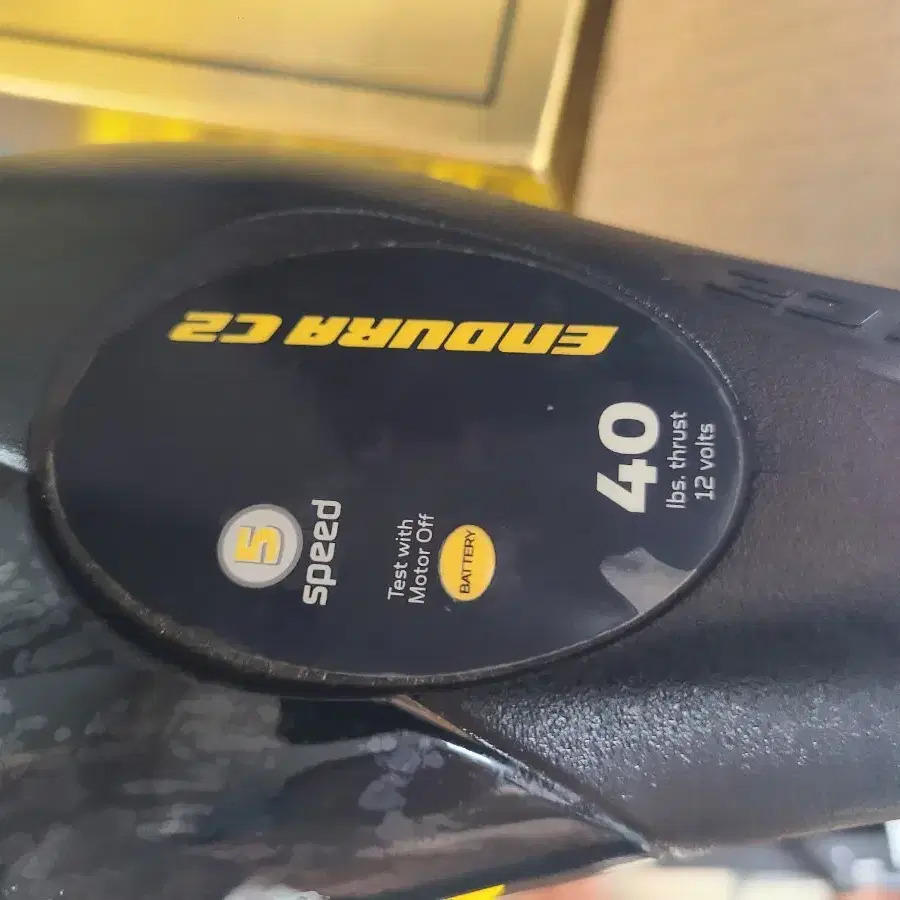 ENDURA C2
40
lbs. thrust
12 volts
5
speed
Test with
Motor Off
BATTERY